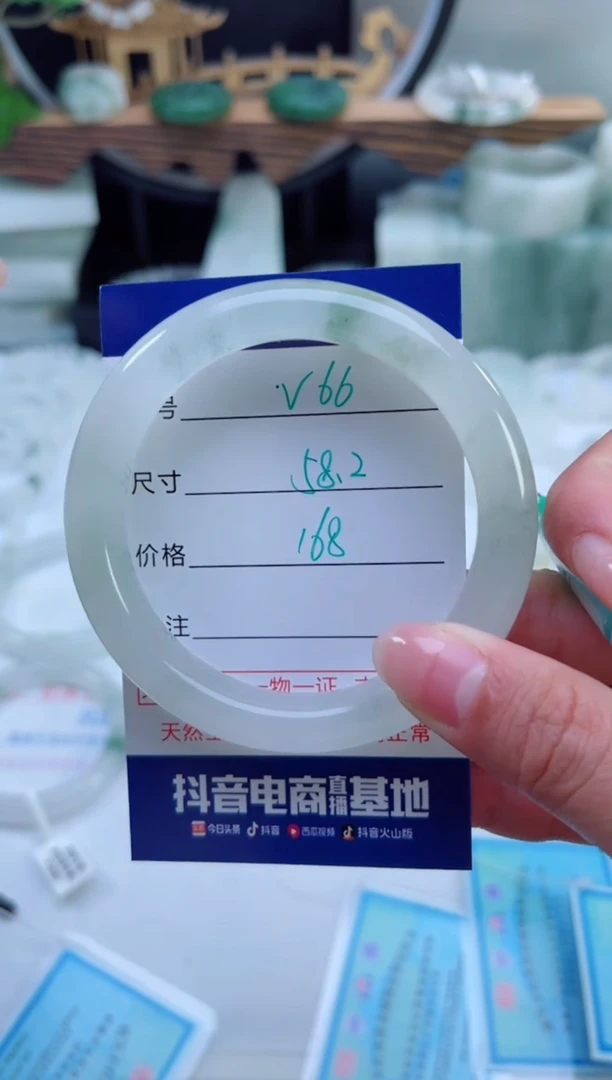 号 V66
尺寸 58.2
价格 168
注
一物一证
天然
正常
抖音电商直播基地
今日头条 抖音 西瓜视频 抖音火山版